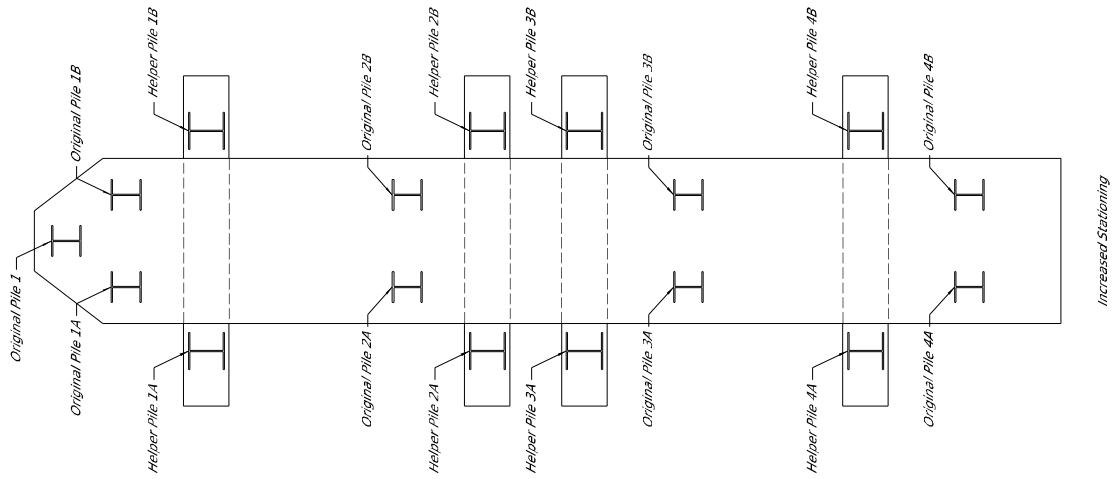 Original Pile 1
Original Pile 1A
Original Pile 1B
Helper Pile 1A
Helper Pile 1B
Original Pile 2A
Original Pile 2B
Helper Pile 2A
Helper Pile 2B
Helper Pile 3A
Helper Pile 3B
Original Pile 3A
Original Pile 3B
Helper Pile 4A
Helper Pile 4B
Original Pile 4A
Original Pile 4B
Increased Stationing